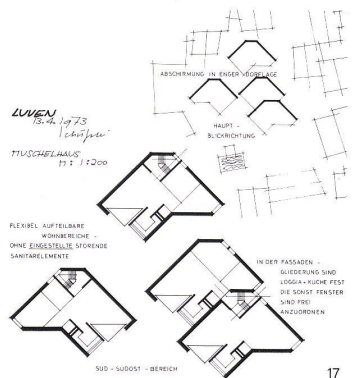 ABSCHIRMUNG IN ENGER DORFLAGE
LUVEN
13.4.1973
HAUPT -
BLICKRICHTUNG
MUSCHELHAUS
M: 1:200
FLEXIBEL AUFTEILBARE
WOHNBEREICHE -
OHNE EINGESTELLTE STÖRENDE
SANITÄRELEMENTE
IN DER FASSADEN -
GLIEDERUNG SIND
LOGGIA + KÜCHE FEST
DIE SONST FENSTER
SIND FREI
ANZUORDNEN
SÜD - SÜDOST - BEREICH
17